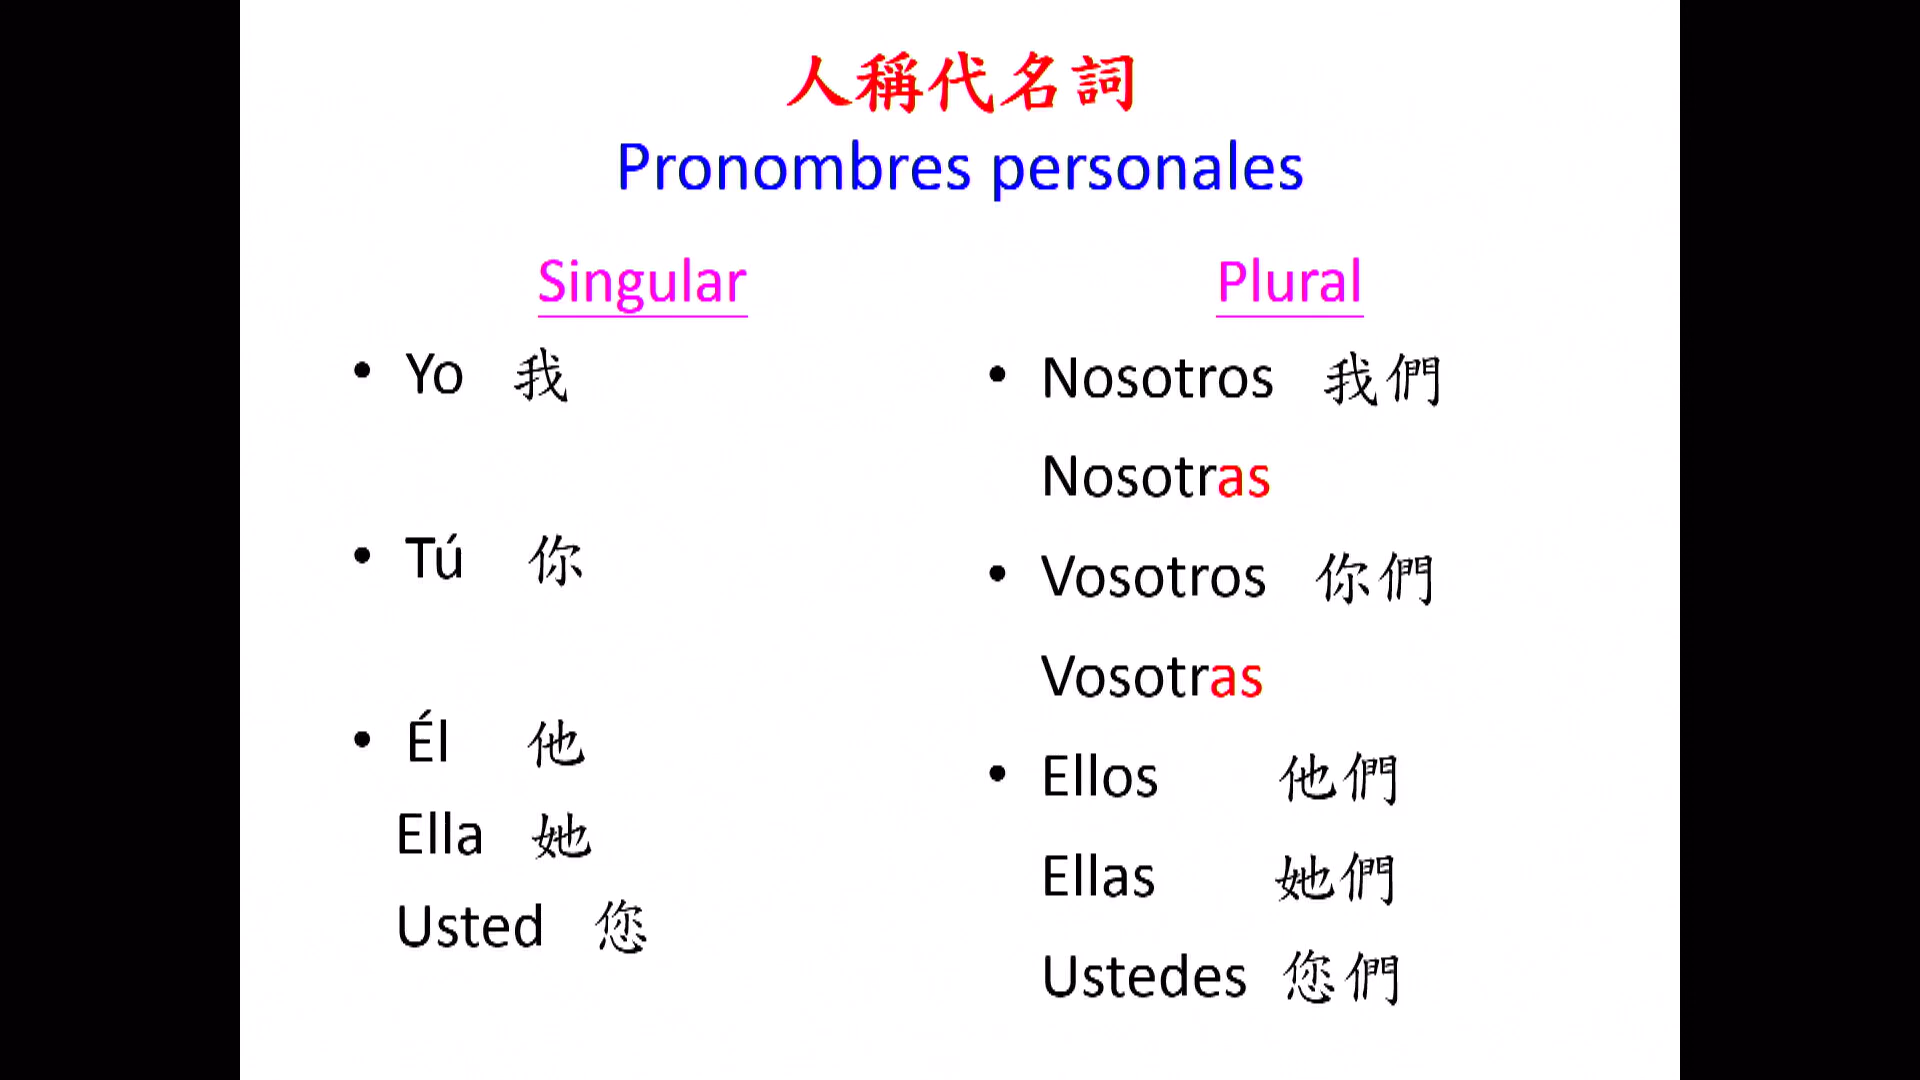 人稱代名詞
Pronombres personales
Singular
• Yo 我
• Tú 你
• Él 他
Ella 她
Usted 您
Plural
• Nosotros 我們
Nosotras
• Vosotros 你們
Vosotras
• Ellos 他們
Ellas 她們
Ustedes 您們